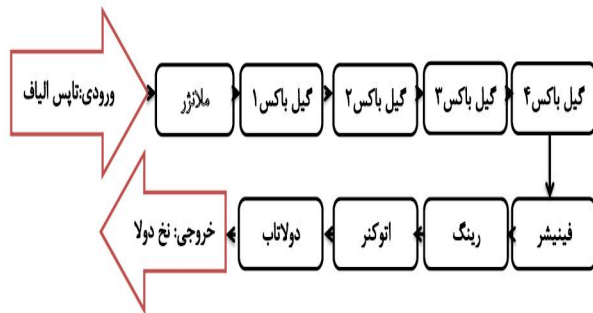 ورودی:تاپس الیاف
ملانژر
گیل باکس۱
گیل باکس۲
گیل باکس۳
گیل باکس۴
فینیشر
رینگ
اتوکنر
دولاتاب
خروجی: نخ دولا